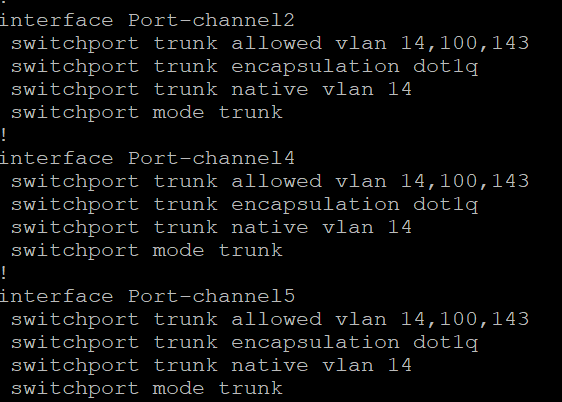 !
interface Port-channel2
 switchport trunk allowed vlan 14,100,143
 switchport trunk encapsulation dot1q
 switchport trunk native vlan 14
 switchport mode trunk
!
interface Port-channel4
 switchport trunk allowed vlan 14,100,143
 switchport trunk encapsulation dot1q
 switchport trunk native vlan 14
 switchport mode trunk
!
interface Port-channel5
 switchport trunk allowed vlan 14,100,143
 switchport trunk encapsulation dot1q
 switchport trunk native vlan 14
 switchport mode trunk